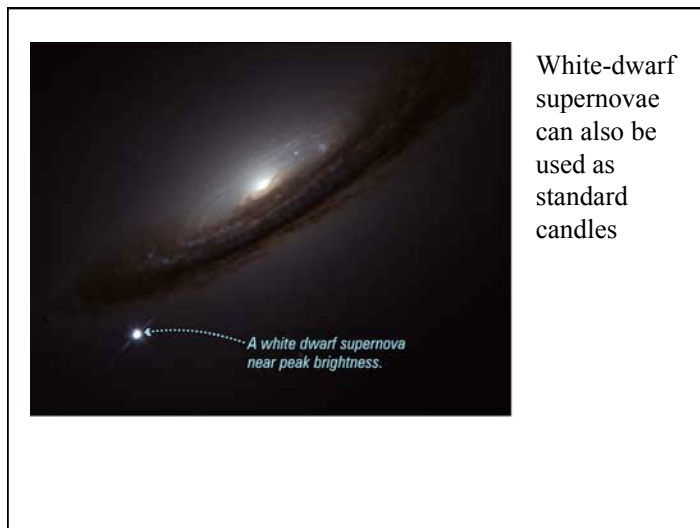 White-dwarf
supernovae
can also be
used as
standard
candles
A white dwarf supernova
near peak brightness.